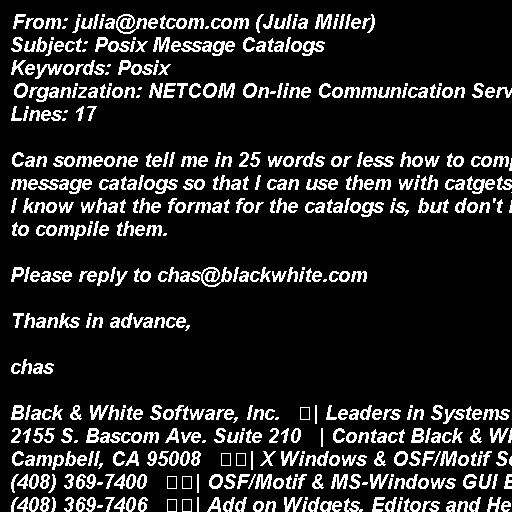 From: julia@netcom.com (Julia Miller)
Subject: Posix Message Catalogs
Keywords: Posix
Organization: NETCOM On-line Communication Serv
Lines: 17

Can someone tell me in 25 words or less how to comp
message catalogs so that I can use them with catgets
I know what the format for the catalogs is, but don't
to compile them.

Please reply to chas@blackwhite.com

Thanks in advance,

chas

Black & White Software, Inc. | Leaders in Systems
2155 S. Bascom Ave. Suite 210 | Contact Black & Wh
Campbell, CA 95008 | X Windows & OSF/Motif So
(408) 369-7400 | OSF/Motif & MS-Windows GUI
(408) 369-7406 | Add on Widgets, Editors and He